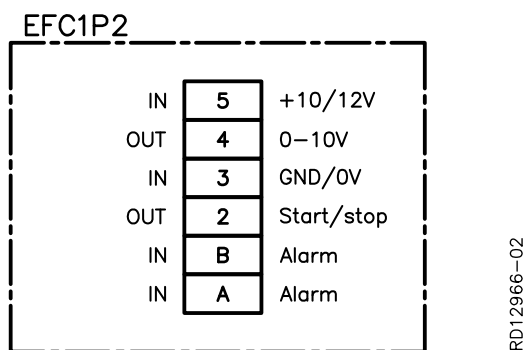 EFC1P2
IN 5 +10/12V
OUT 4 0-10V
IN 3 GND/0V
OUT 2 Start/stop
IN B Alarm
IN A Alarm
RD12966-02